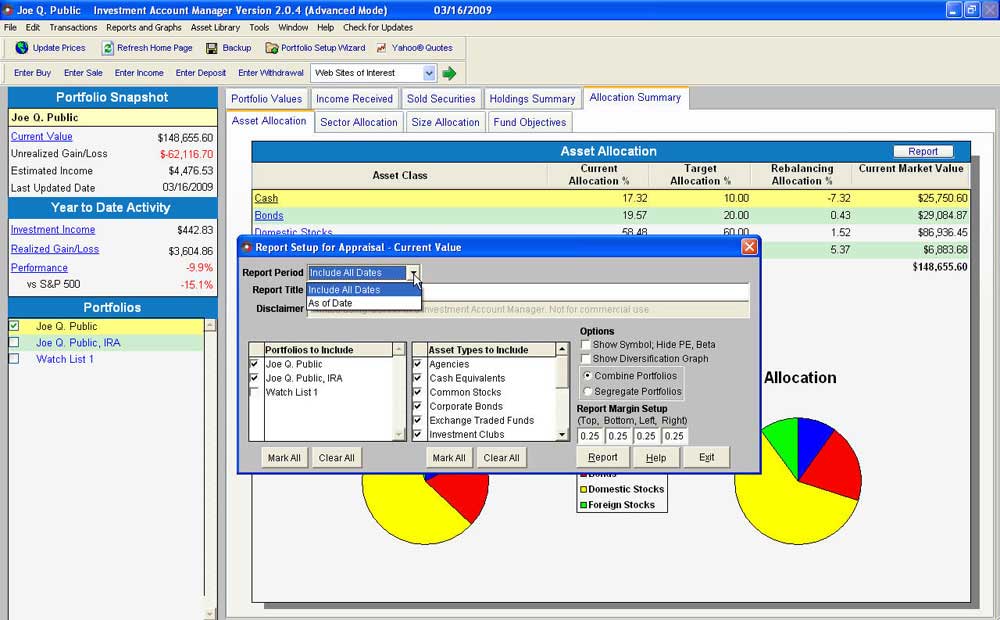 Joe Q. Public Investment Account Manager Version 2.0.4 (Advanced Mode) 03/16/2009
File Edit Transactions Reports and Graphs Asset Library Tools Window Help Check for Updates
Update Prices Refresh Home Page Backup Portfolio Setup Wizard Yahoo® Quotes
Enter Buy Enter Sale Enter Income Enter Deposit Enter Withdrawal Web Sites of Interest
Portfolio Snapshot
Joe Q. Public
Current Value $148,655.60
Unrealized Gain/Loss $-62,116.70
Estimated Income $4,476.53
Last Updated Date 03/16/2009
Year to Date Activity
Investment Income $442.83
Realized Gain/Loss $3,604.86
Performance -9.9%
vs S&P 500 -15.1%
Portfolios
Joe Q. Public
Joe Q. Public, IRA
Watch List 1
Portfolio Values Income Received Sold Securities Holdings Summary Allocation Summary
Asset Allocation Sector Allocation Size Allocation Fund Objectives
Asset Allocation Report
Asset Class Current Allocation % Target Allocation % Rebalancing Allocation % Current Market Value
Cash 17.32 10.00 -7.32 $25,750.60
Bonds 19.57 20.00 0.43 $29,084.87
Domestic Stocks 58.48 60.00 1.52 $86,936.45
5.37 $6,883.68
$148,655.60
Report Setup for Appraisal - Current Value
Report Period Include All Dates
Include All Dates
As of Date
Report Title
Disclaimer
Investment Account Manager. Not for commercial use
Portfolios to Include
Joe Q. Public
Joe Q. Public, IRA
Watch List 1
Mark All Clear All
Asset Types to Include
Agencies
Cash Equivalents
Common Stocks
Corporate Bonds
Exchange Traded Funds
Investment Clubs
Mark All Clear All
Options
Show Symbol; Hide PE, Beta
Show Diversification Graph
Combine Portfolios
Segregate Portfolios
Report Margin Setup
(Top, Bottom, Left, Right)
0.25 0.25 0.25 0.25
Report Help Exit
Allocation
Bonds
Domestic Stocks
Foreign Stocks